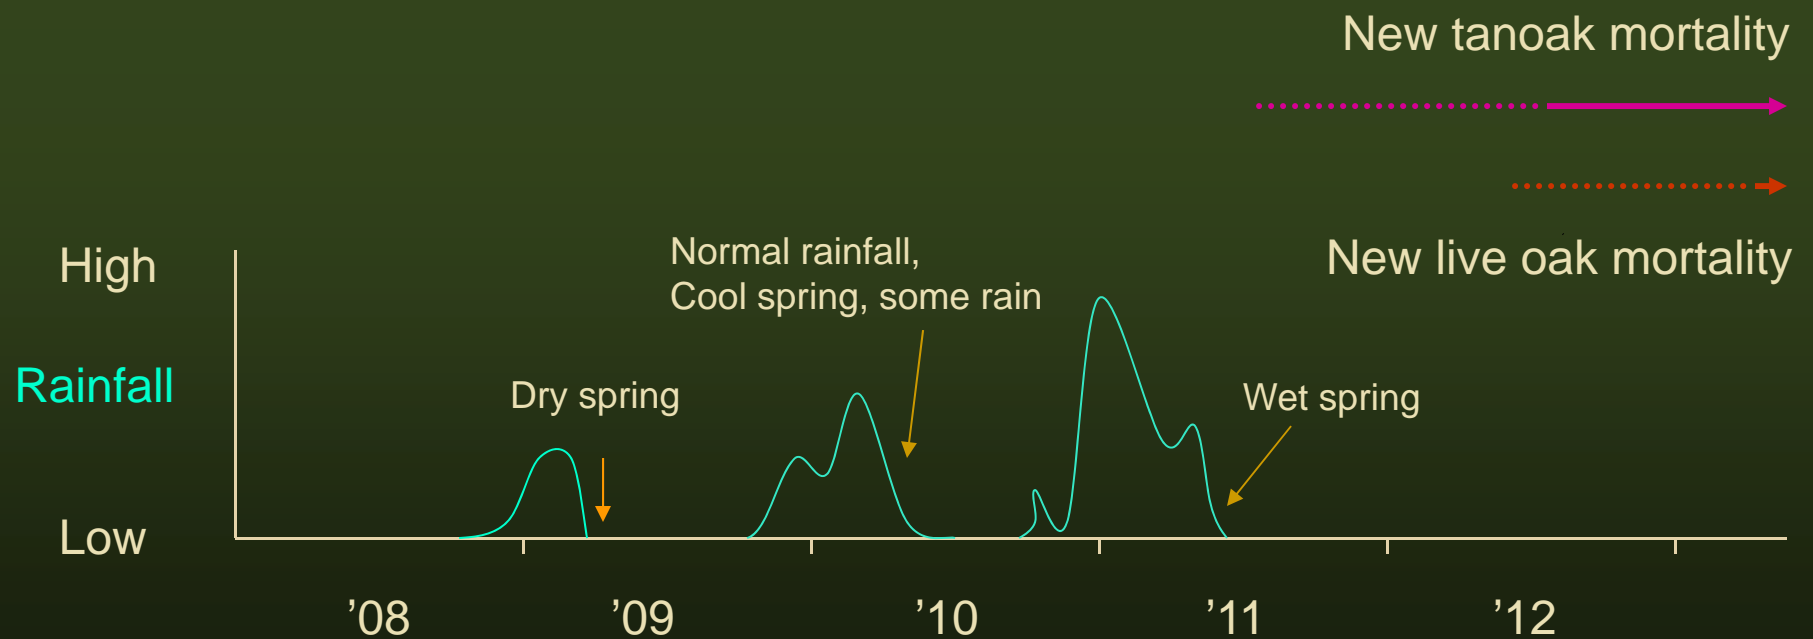 New tanoak mortality
New live oak mortality
High
Normal rainfall,
Cool spring, some rain
Rainfall
Dry spring
Wet spring
Low
’08 ’09 ’10 ’11 ’12